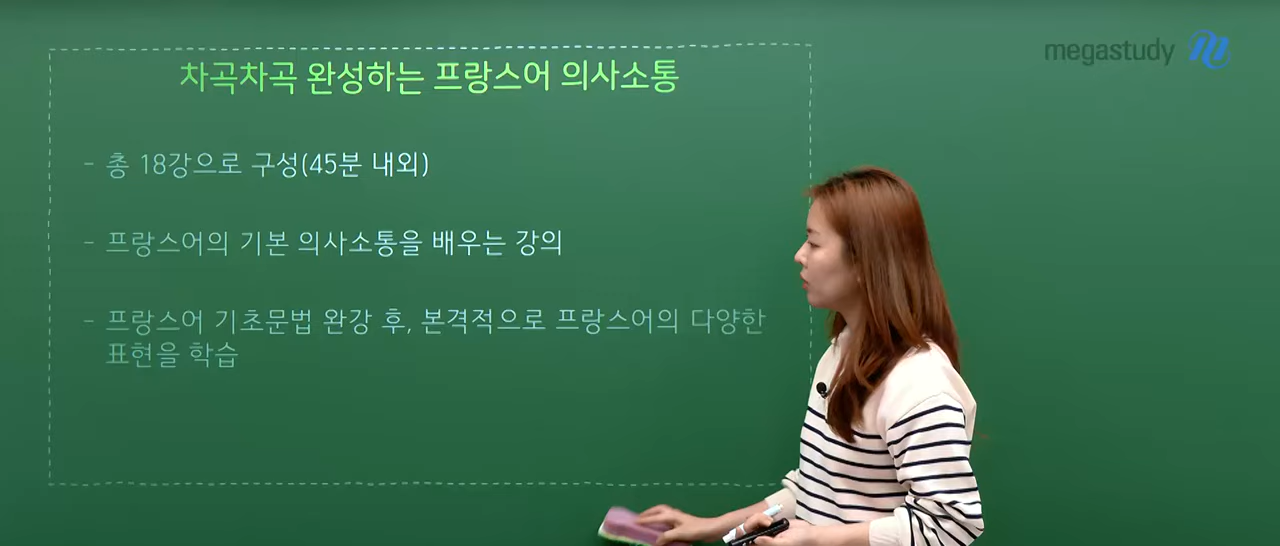 megastudy
차곡차곡 완성하는 프랑스어 의사소통
- 총 18강으로 구성(45분 내외)
- 프랑스어의 기본 의사소통을 배우는 강의
- 프랑스어 기초문법 완강 후, 본격적으로 프랑스어의 다양한
표현을 학습